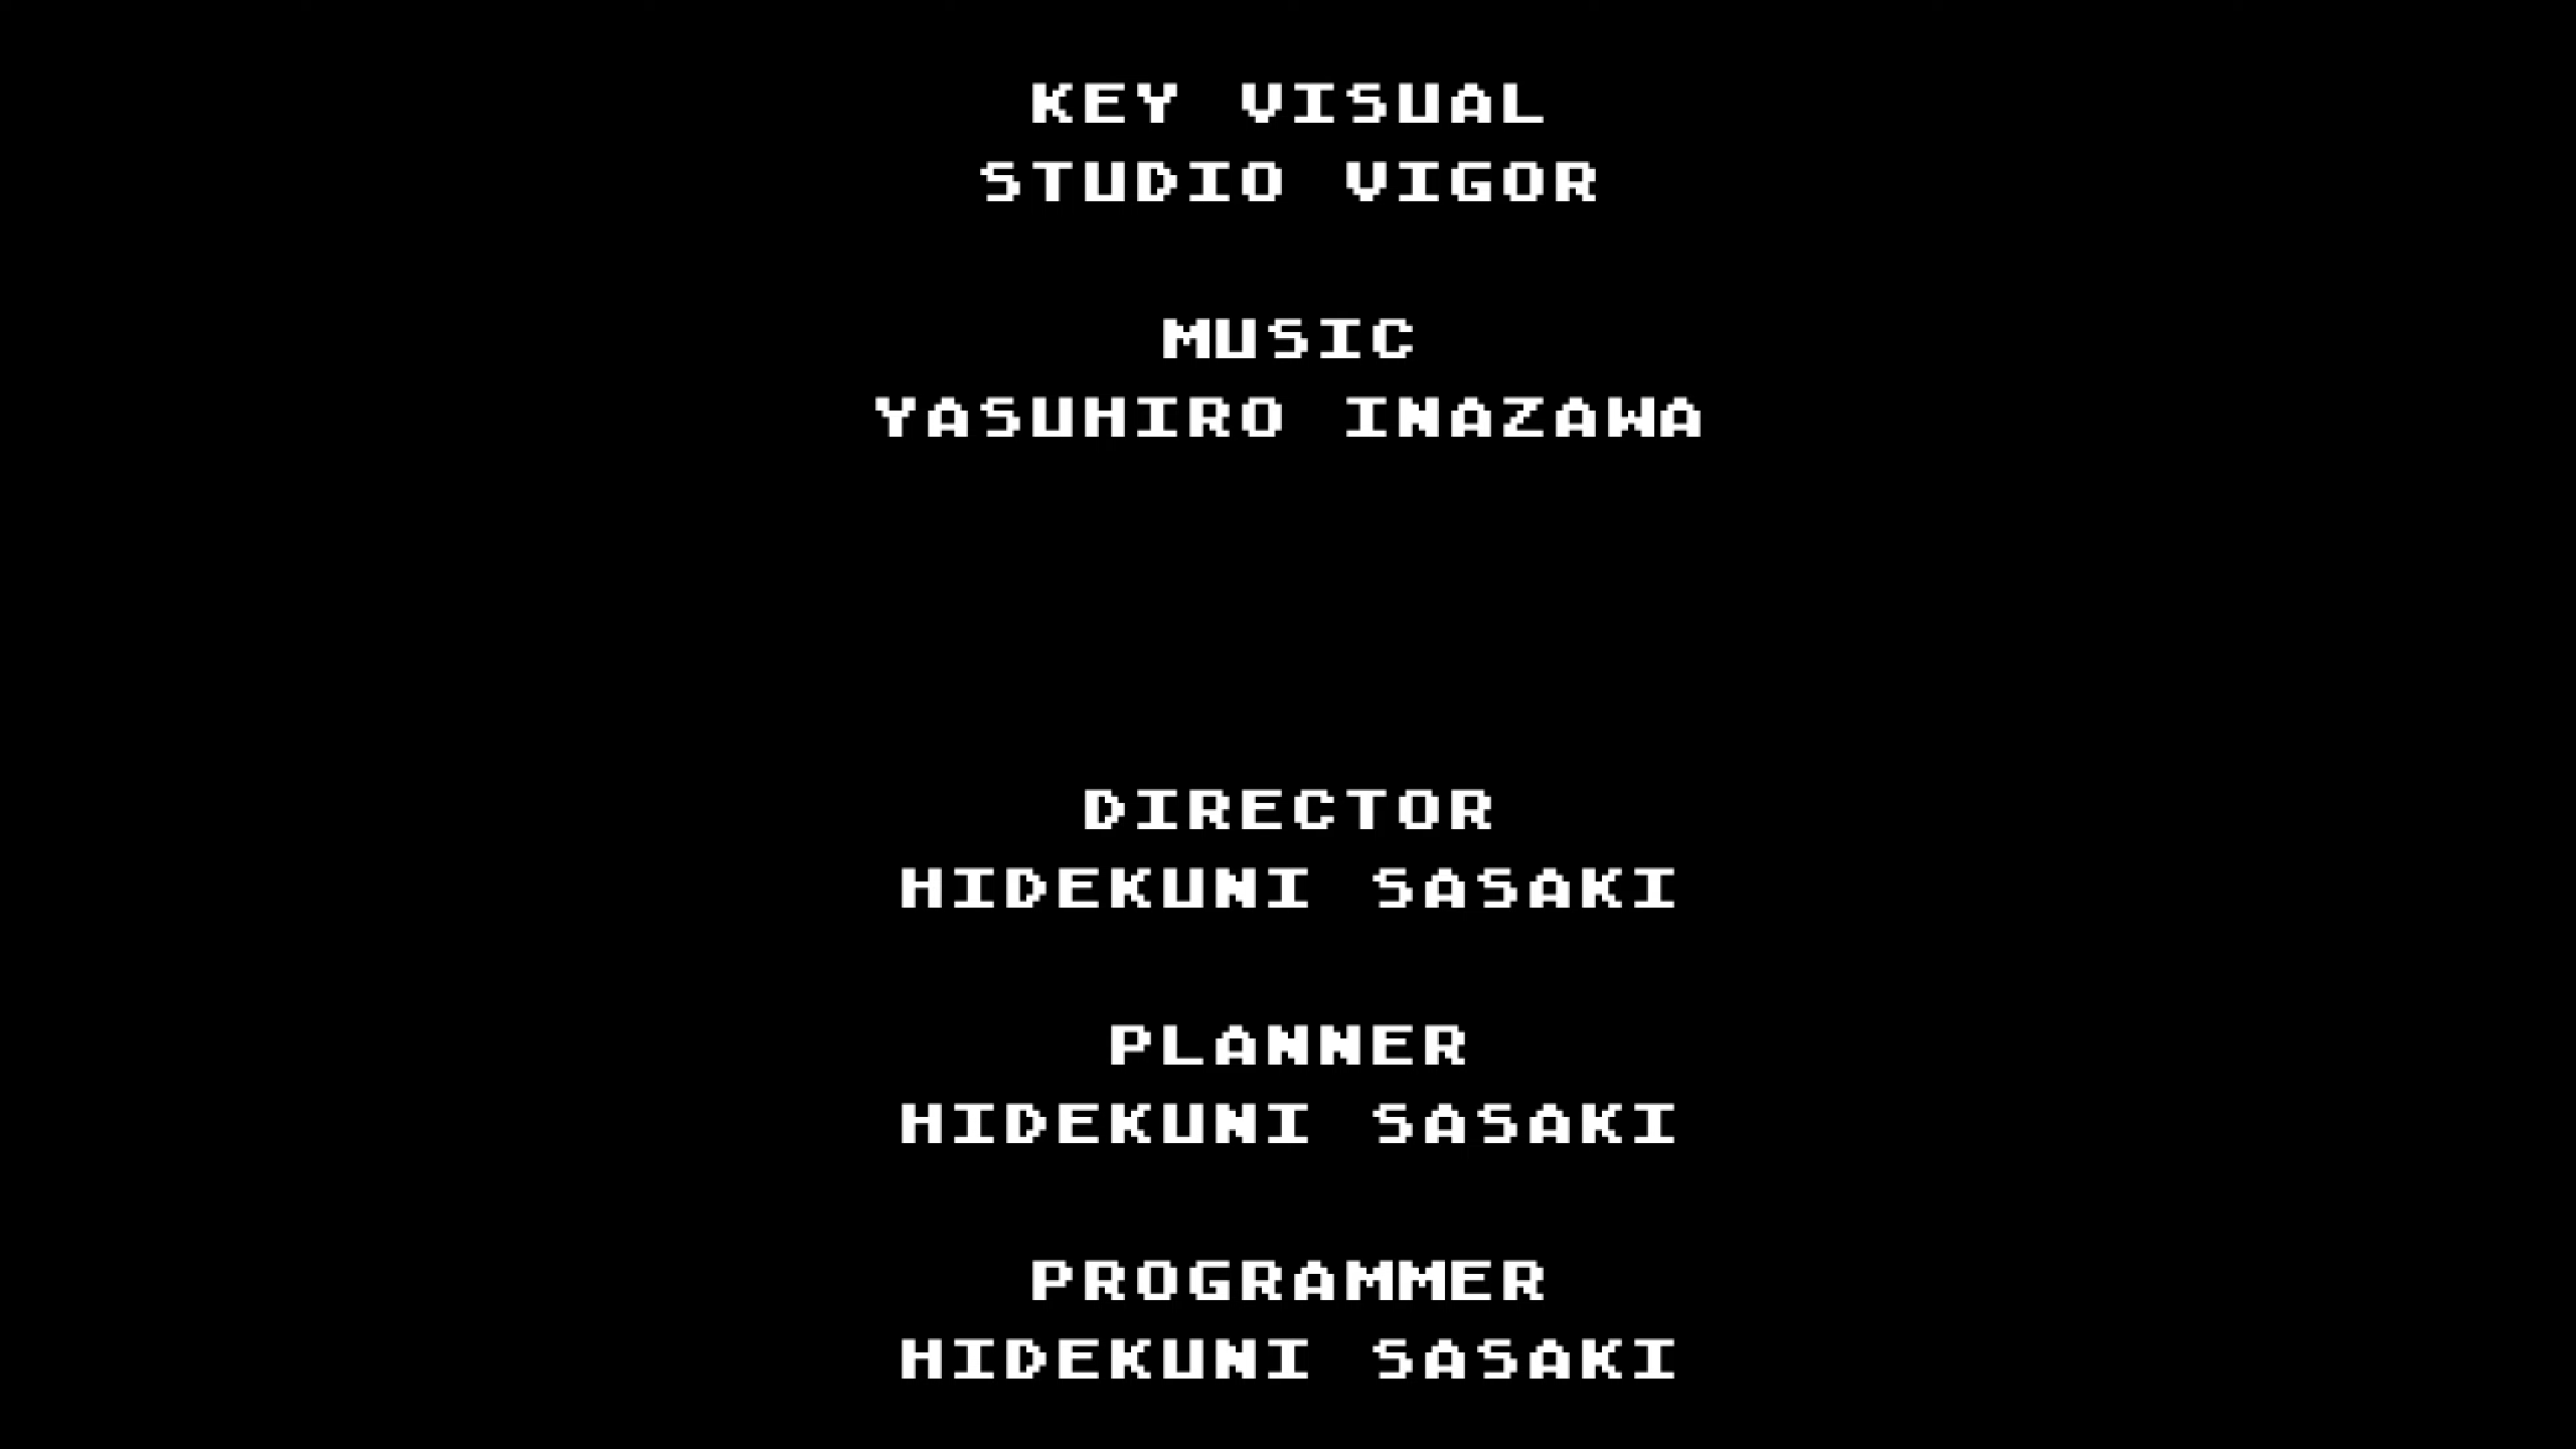 KEY VISUAL
STUDIO VIGOR
MUSIC
YASUHIRO INAZAWA
DIRECTOR
HIDEKUNI SASAKI
PLANNER
HIDEKUNI SASAKI
PROGRAMMER
HIDEKUNI SASAKI